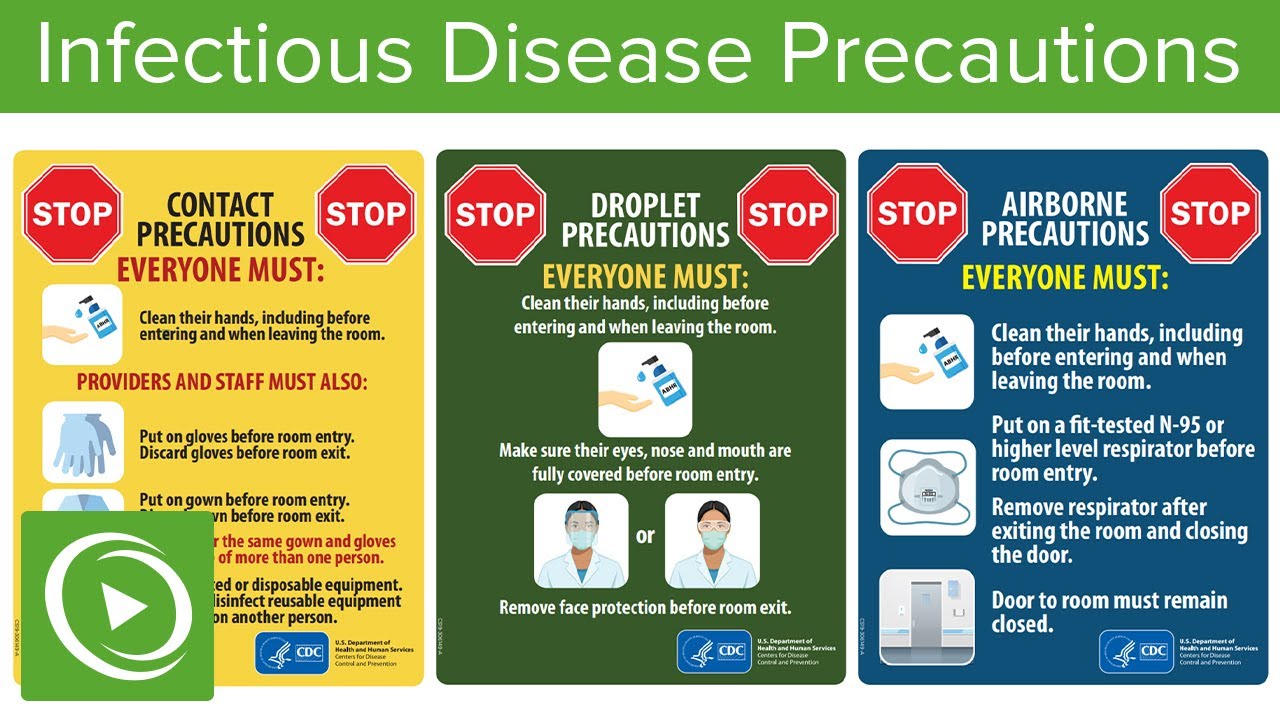 Infectious Disease Precautions
STOP
CONTACT
PRECAUTIONS
STOP
EVERYONE MUST:
ABHR
Clean their hands, including before
entering and when leaving the room.
PROVIDERS AND STAFF MUST ALSO:
Put on gloves before room entry.
Discard gloves before room exit.
Put on gown before room entry.
before room exit.
the same gown and gloves
of more than one person.
or disposable equipment.
disinfect reusable equipment
on another person.
CDC
U.S. Department of
Health and Human Services
Centers for Disease
Control and Prevention
STOP
DROPLET
PRECAUTIONS
STOP
EVERYONE MUST:
Clean their hands, including before
entering and when leaving the room.
ABHR
Make sure their eyes, nose and mouth are
fully covered before room entry.
or
Remove face protection before room exit.
CDC
U.S. Department of
Health and Human Services
Centers for Disease
Control and Prevention
STOP
AIRBORNE
PRECAUTIONS
STOP
EVERYONE MUST:
ABHR
Clean their hands, including
before entering and when
leaving the room.
Put on a fit-tested N-95 or
higher level respirator before
room entry.
Remove respirator after
exiting the room and closing
the door.
Door to room must remain
closed.
CDC
U.S. Department of
Health and Human Services
Centers for Disease
Control and Prevention